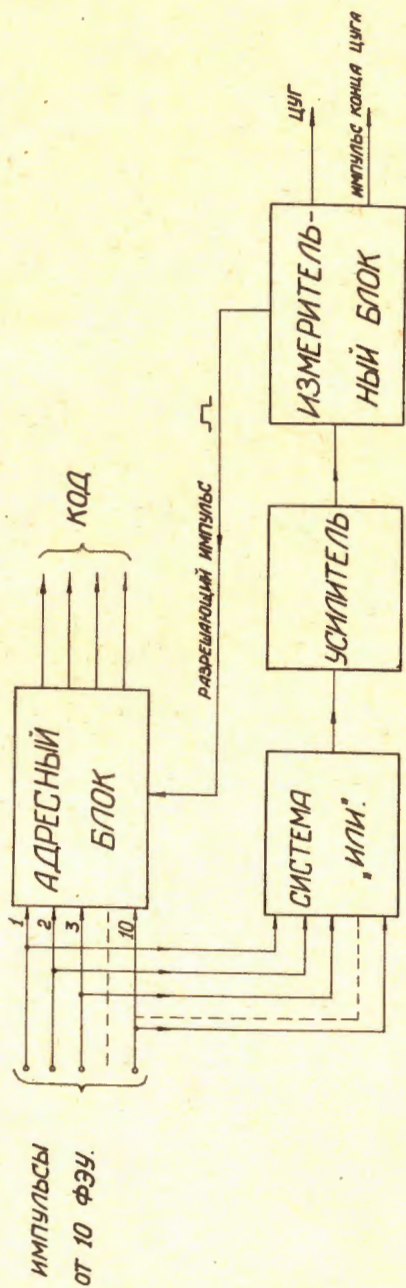 ИМПУЛЬСЫ
ОТ 10 ФЭУ.
1
2
3
10
АДРЕСНЫЙ
БЛОК
КОД
РАЗРЕШАЮЩИЙ ИМПУЛЬС
СИСТЕМА
„ИЛИ."
УСИЛИТЕЛЬ
ИЗМЕРИТЕЛЬ-
НЫЙ БЛОК
ЦУГ
ИМПУЛЬС КОНЦА ЦУГА